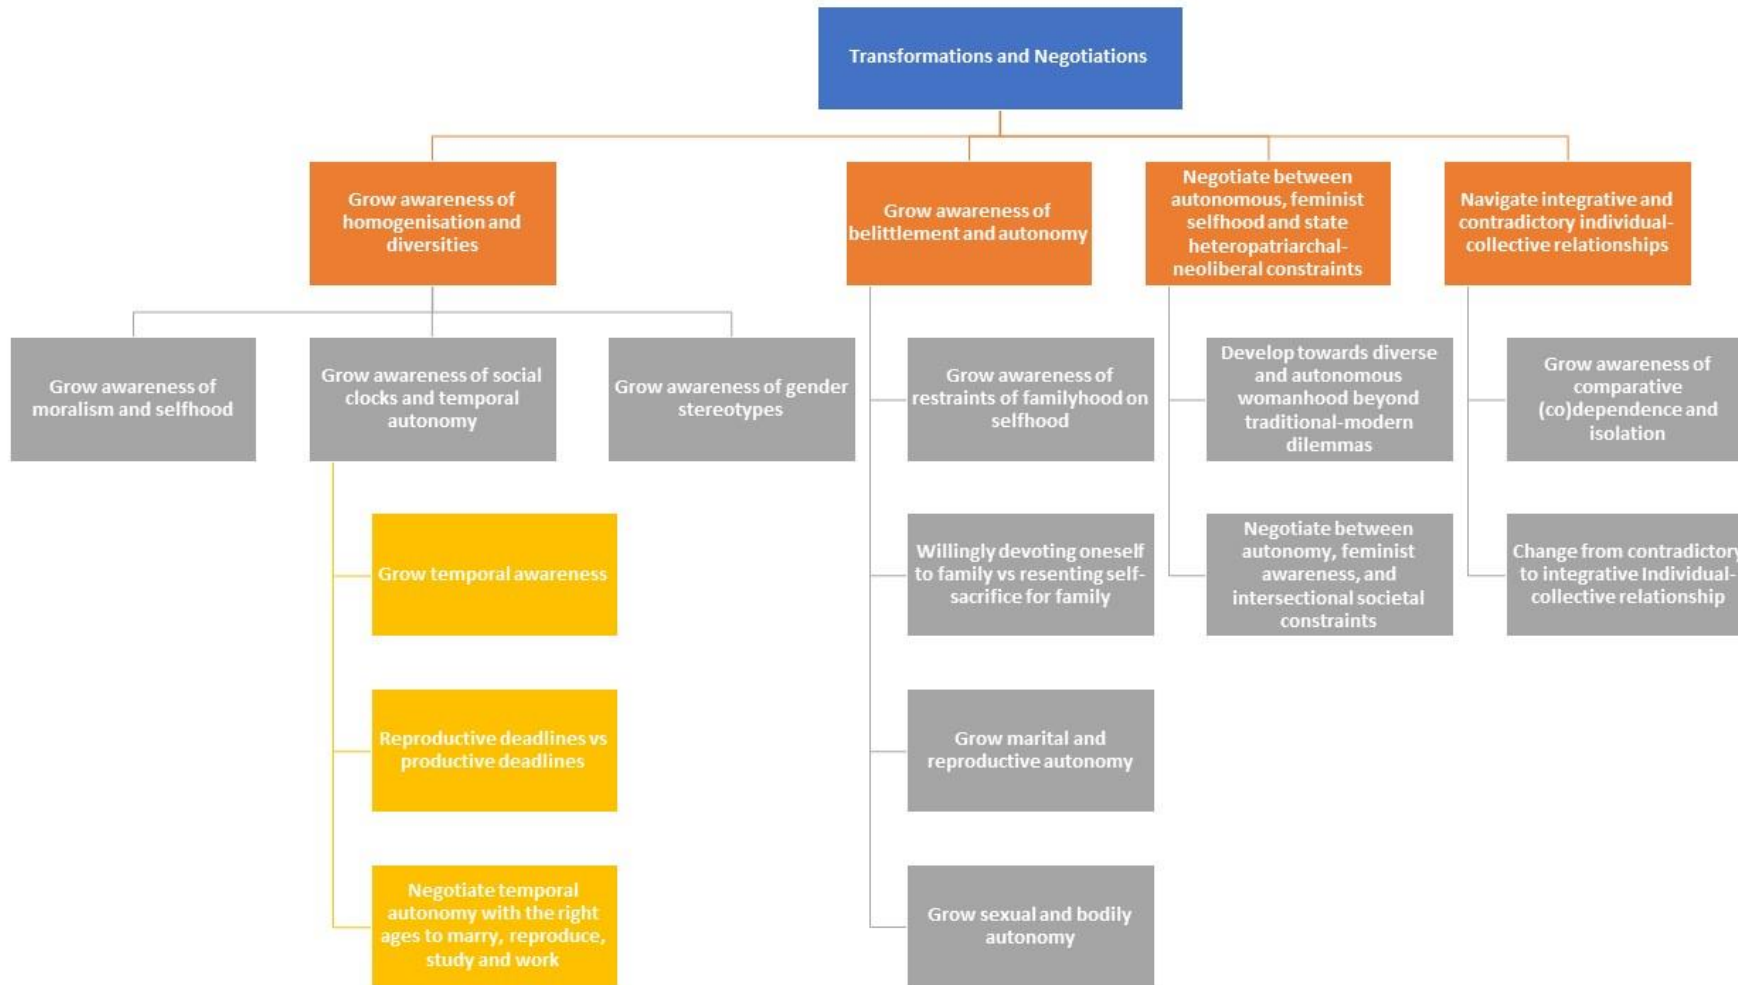 Transformations and Negotiations
Grow awareness of
homogenisation and
diversities
Grow awareness of
belittlement and autonomy
Negotiate between
autonomous, feminist
selfhood and state
heteropatriarchal-
neoliberal constraints
Navigate integrative and
contradictory individual-
collective relationships
Grow awareness of
moralism and selfhood
Grow awareness of social
clocks and temporal
autonomy
Grow awareness of gender
stereotypes
Grow awareness of
restraints of familyhood on
selfhood
Develop towards diverse
and autonomous
womanhood beyond
traditional-modern
dilemmas
Grow awareness of
comparative
(co)dependence and
isolation
Grow temporal awareness
Willingly devoting oneself
to family vs resenting self-
sacrifice for family
Negotiate between
autonomy, feminist
awareness, and
intersectional societal
constraints
Change from contradictory
to integrative Individual-
collective relationship
Reproductive deadlines vs
productive deadlines
Grow marital and
reproductive autonomy
Negotiate temporal
autonomy with the right
ages to marry, reproduce,
study and work
Grow sexual and bodily
autonomy